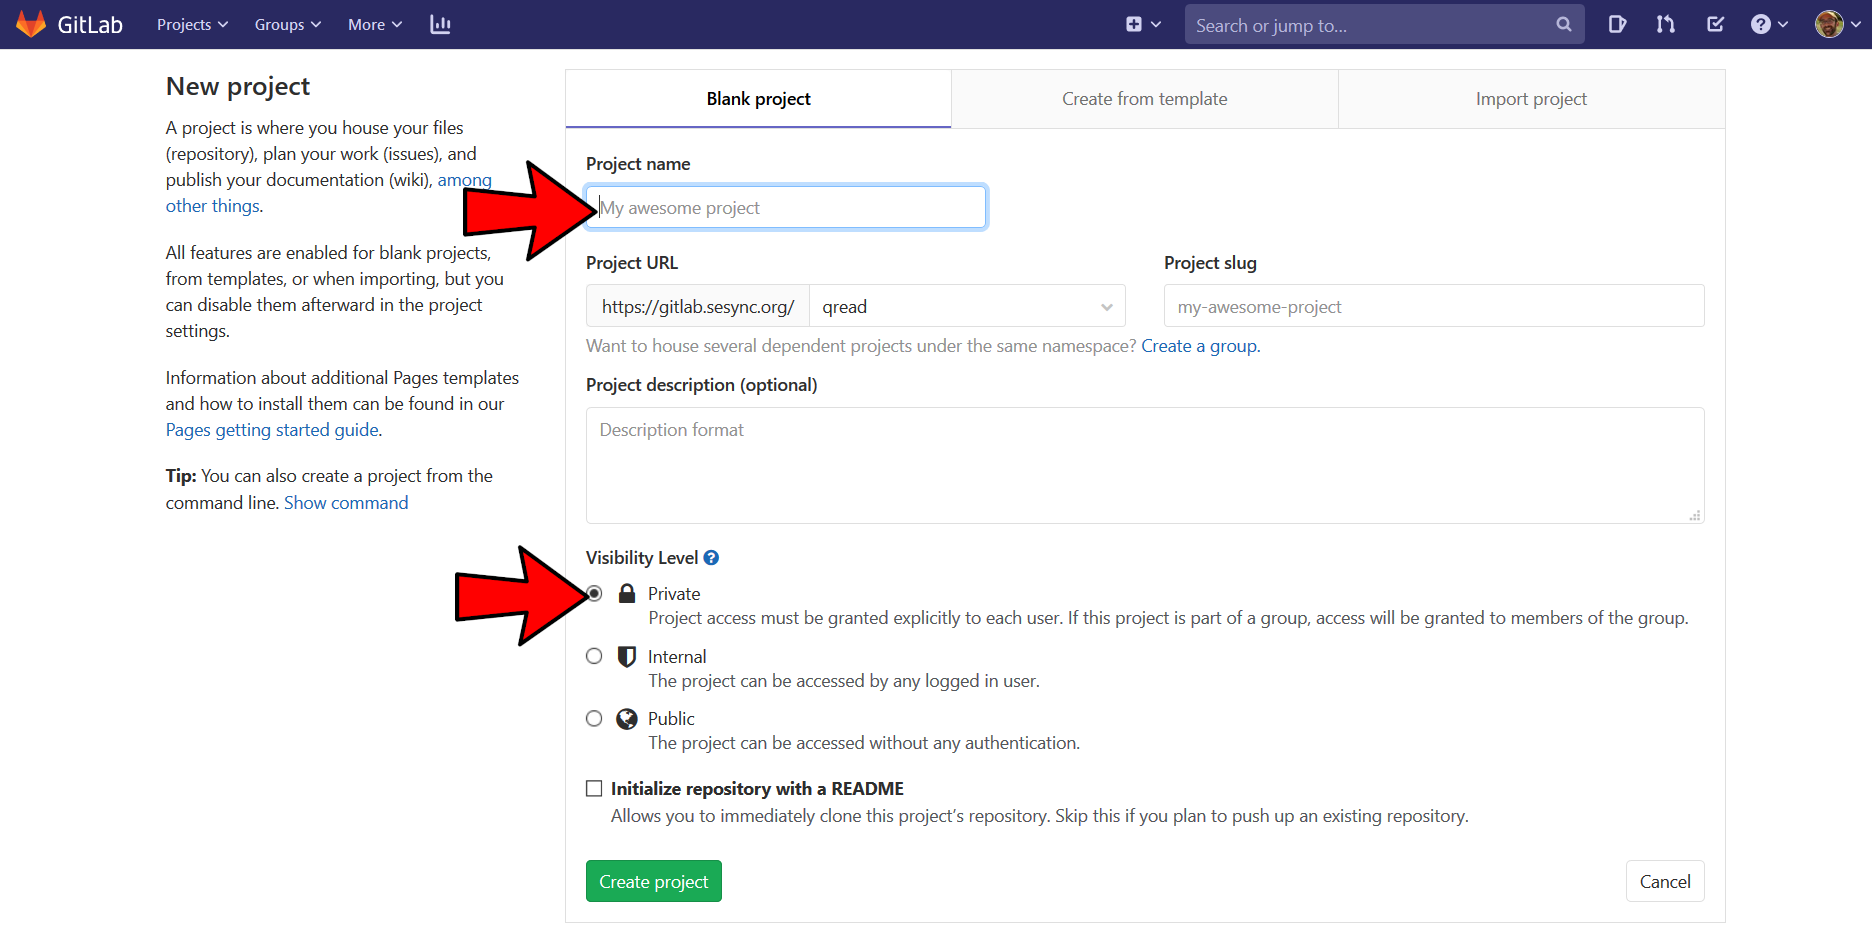 GitLab Projects Groups More Search or jump to...
New project
A project is where you house your files
(repository), plan your work (issues), and
publish your documentation (wiki), among
other things.
All features are enabled for blank projects,
from templates, or when importing, but you
can disable them afterward in the project
settings.
Information about additional Pages templates
and how to install them can be found in our
Pages getting started guide.
Tip: You can also create a project from the
command line. Show command
Blank project Create from template Import project
Project name
My awesome project
Project URL Project slug
https://gitlab.sesync.org/ qread my-awesome-project
Want to house several dependent projects under the same namespace? Create a group.
Project description (optional)
Description format
Visibility Level ?
Private
Project access must be granted explicitly to each user. If this project is part of a group, access will be granted to members of the group.
Internal
The project can be accessed by any logged in user.
Public
The project can be accessed without any authentication.
Initialize repository with a README
Allows you to immediately clone this project’s repository. Skip this if you plan to push up an existing repository.
Create project Cancel